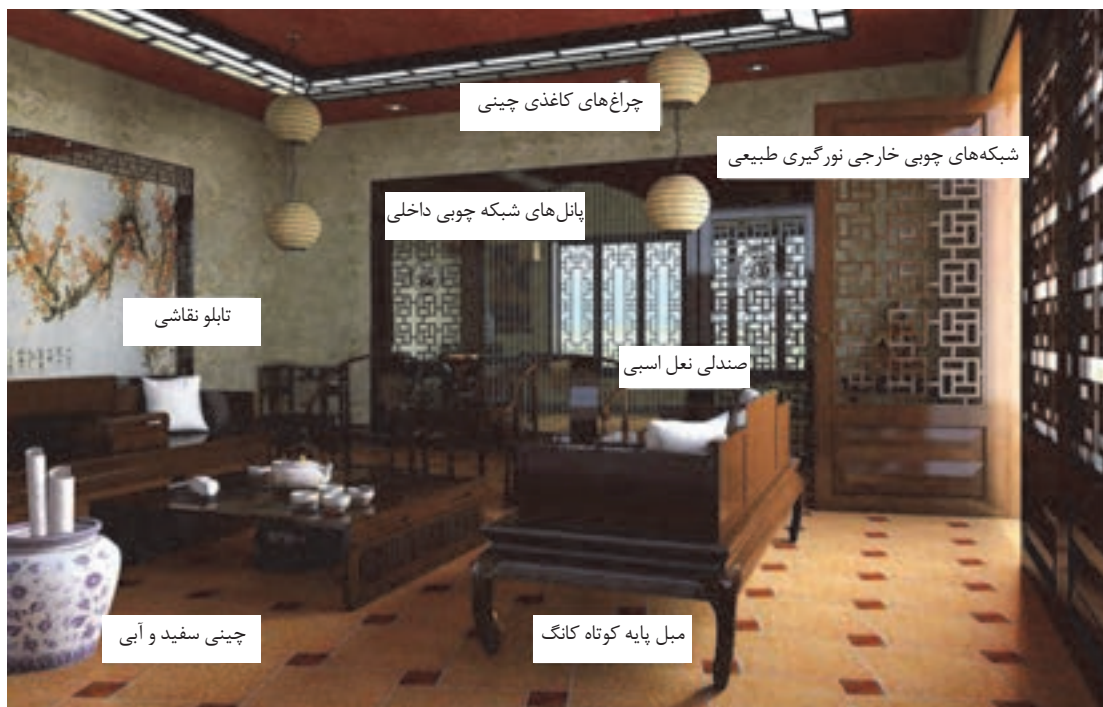 چراغ‌های کاغذی چینی
شبکه‌های چوبی خارجی نورگیری طبیعی
پانل‌های شبکه چوبی داخلی
تابلو نقاشی
صندلی نعل اسبی
چینی سفید و آبی
مبل پایه کوتاه کانگ